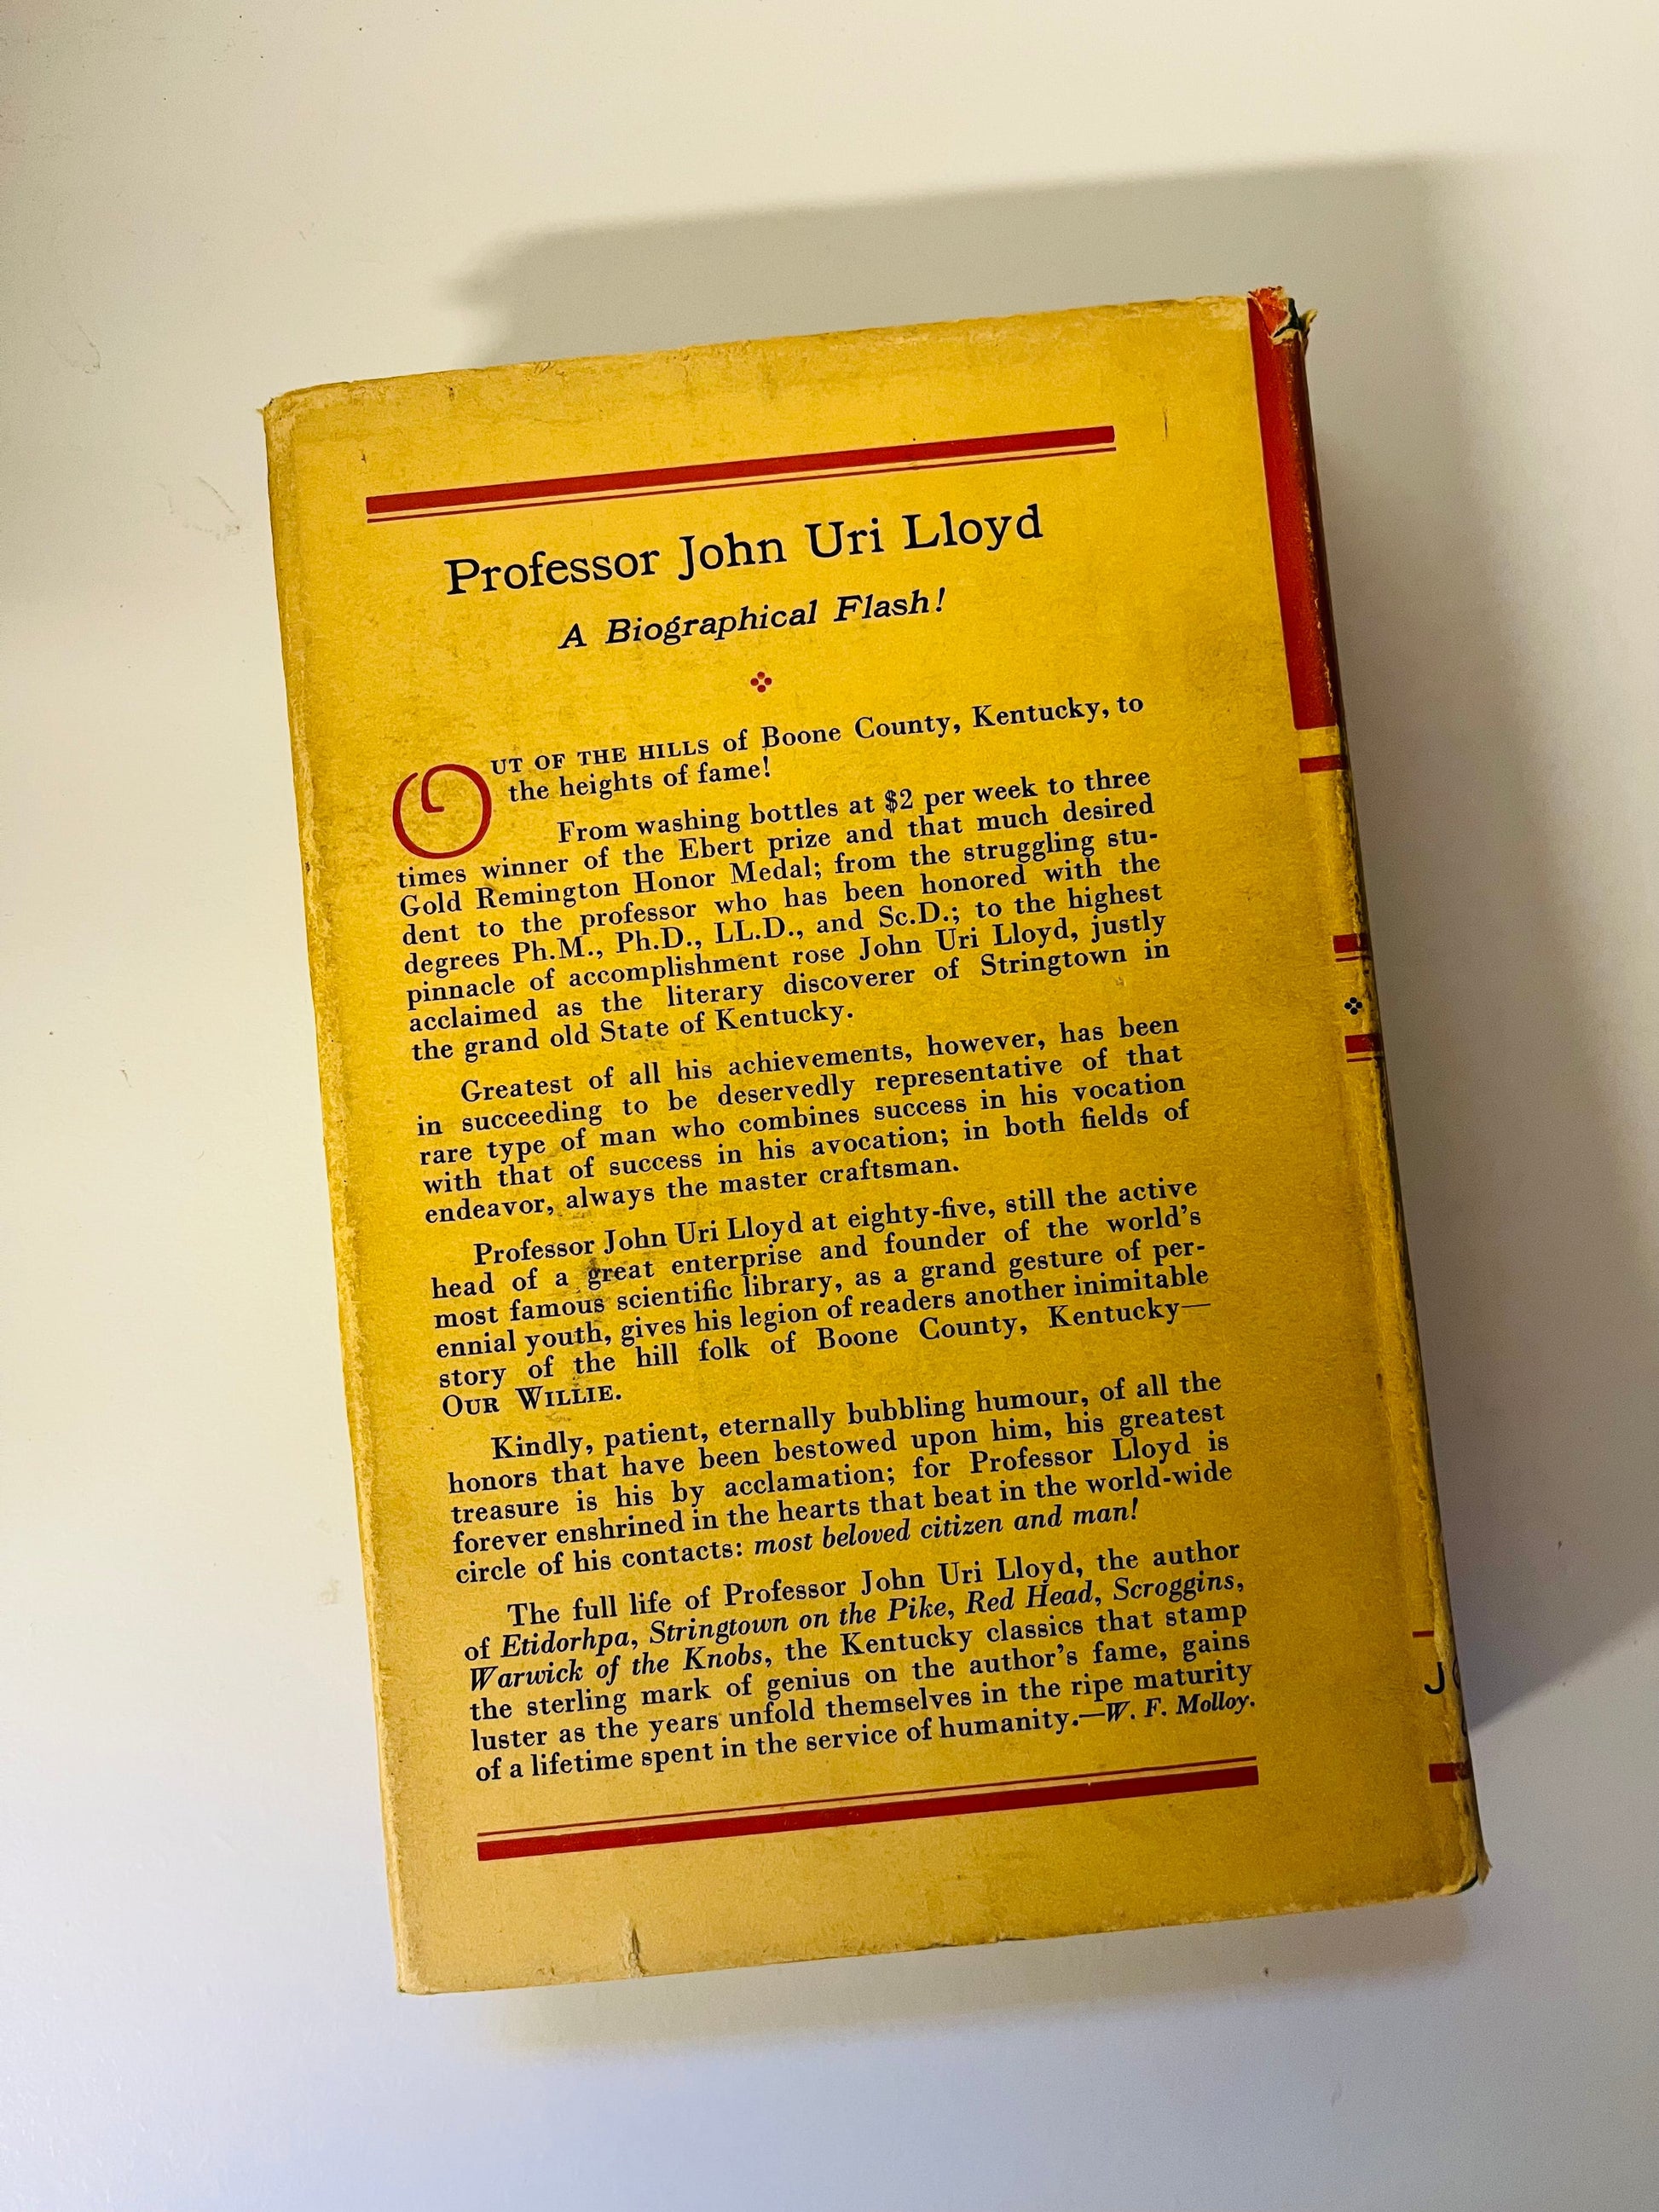 Professor John Uri Lloyd
A Biographical Flash!
OUT OF THE HILLS of Boone County, Kentucky, to
the heights of fame!
From washing bottles at $2 per week to three
times winner of the Ebert prize and that much desired
Gold Remington Honor Medal; from the struggling stu-
dent to the professor who has been honored with the
degrees Ph.M., Ph.D., LL.D., and Sc.D.; to the highest
pinnacle of accomplishment rose John Uri Lloyd, justly
acclaimed as the literary discoverer of Stringtown in
the grand old State of Kentucky.
Greatest of all his achievements, however, has been
in succeeding to be deservedly representative of that
rare type of man who combines success in his vocation
with that of success in his avocation; in both fields of
endeavor, always the master craftsman.
Professor John Uri Lloyd at eighty-five, still the active
head of a great enterprise and founder of the world's
most famous scientific library, as a grand gesture of per-
ennial youth, gives his legion of readers another inimitable
story of the hill folk of Boone County, Kentucky—
OUR WILLIE.
Kindly, patient, eternally bubbling humour, of all the
honors that have been bestowed upon him, his greatest
treasure is his by acclamation; for Professor Lloyd is
forever enshrined in the hearts that beat in the world-wide
circle of his contacts: most beloved citizen and man!
The full life of Professor John Uri Lloyd, the author
of Etidorhpa, Stringtown on the Pike, Red Head, Scroggins,
Warwick of the Knobs, the Kentucky classics that stamp
the sterling mark of genius on the author's fame, gains
luster as the years unfold themselves in the ripe maturity
of a lifetime spent in the service of humanity.—W. F. Molloy.